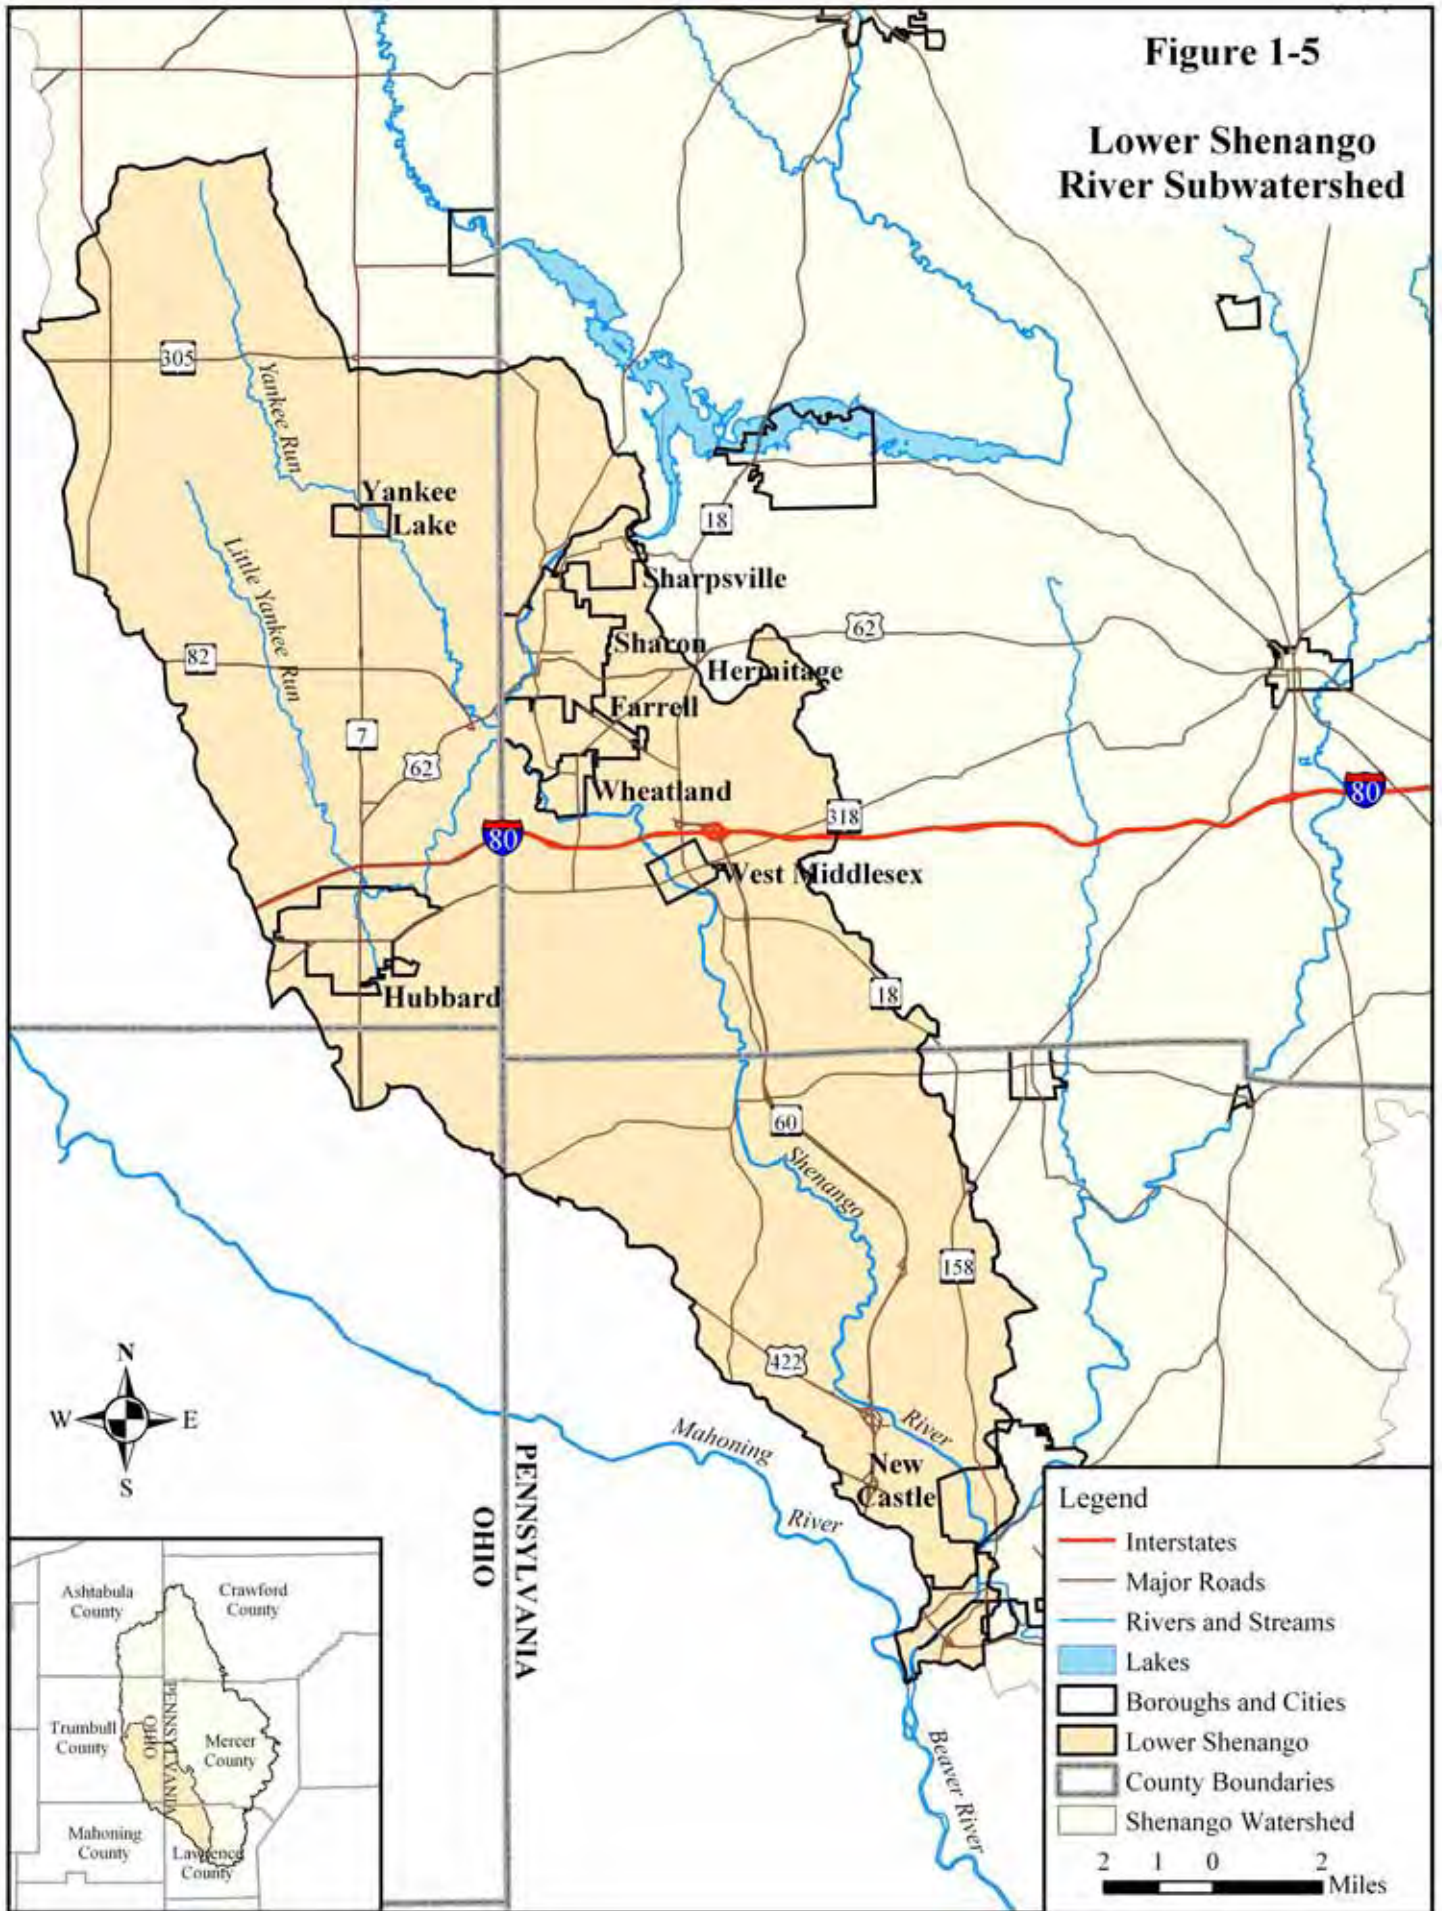 Figure 1-5
Lower Shenango
River Subwatershed
305
Yankee Run
Yankee
Lake
18
Little Yankee Run
Sharpsville
62
Sharon
82
Hermitage
Farrell
7
62
Wheatland
80
318
80
West Middlesex
18
Hubbard
60
Shenango
158
422
N
W
E
S
River
Mahoning
New
Castle
River
PENNSYLVANIA
OHIO
Beaver River
Legend
Interstates
Major Roads
Rivers and Streams
Lakes
Boroughs and Cities
Lower Shenango
County Boundaries
Shenango Watershed
2 1 0 2
Miles
Ashtabula
County
Crawford
County
Trumbull
County
PENNSYLVANIA
OHIO
Mercer
County
Mahoning
County
Lawrence
County